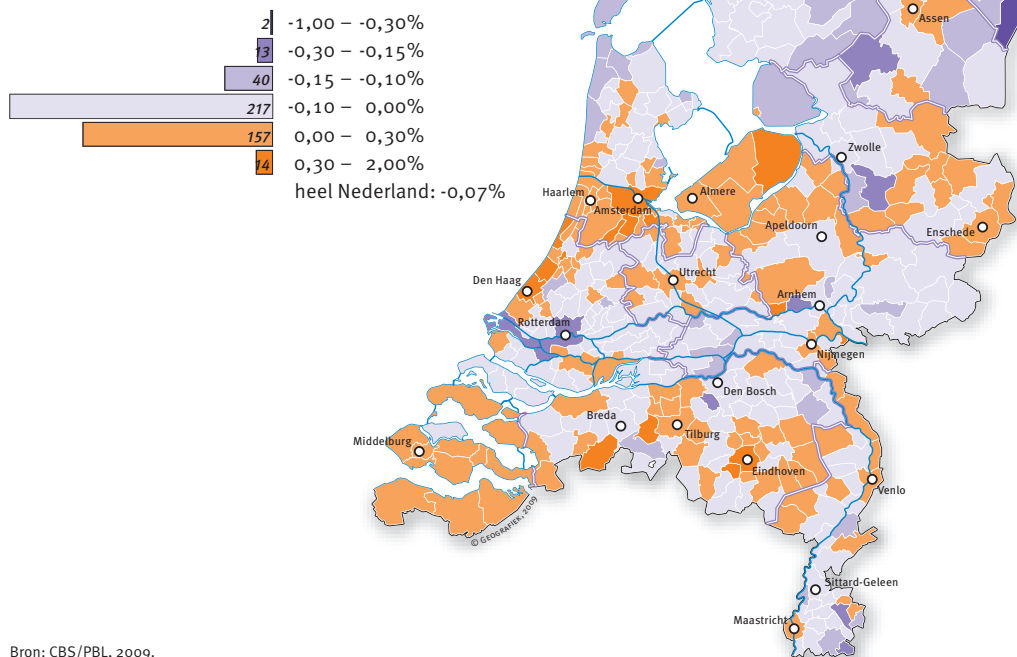 2 -1,00 – -0,30%
13 -0,30 – -0,15%
40 -0,15 – -0,10%
217 -0,10 – 0,00%
157 0,00 – 0,30%
14 0,30 – 2,00%
heel Nederland: -0,07%
Assen
Zwolle
Haarlem
Amsterdam
Almere
Apeldoorn
Enschede
Den Haag
Utrecht
Arnhem
Rotterdam
Nijmegen
Den Bosch
Breda
Tilburg
Middelburg
Eindhoven
Venlo
© GEOGRAFIEK, 2009
Sittard-Geleen
Maastricht
Bron: CBS/PBL, 2009.